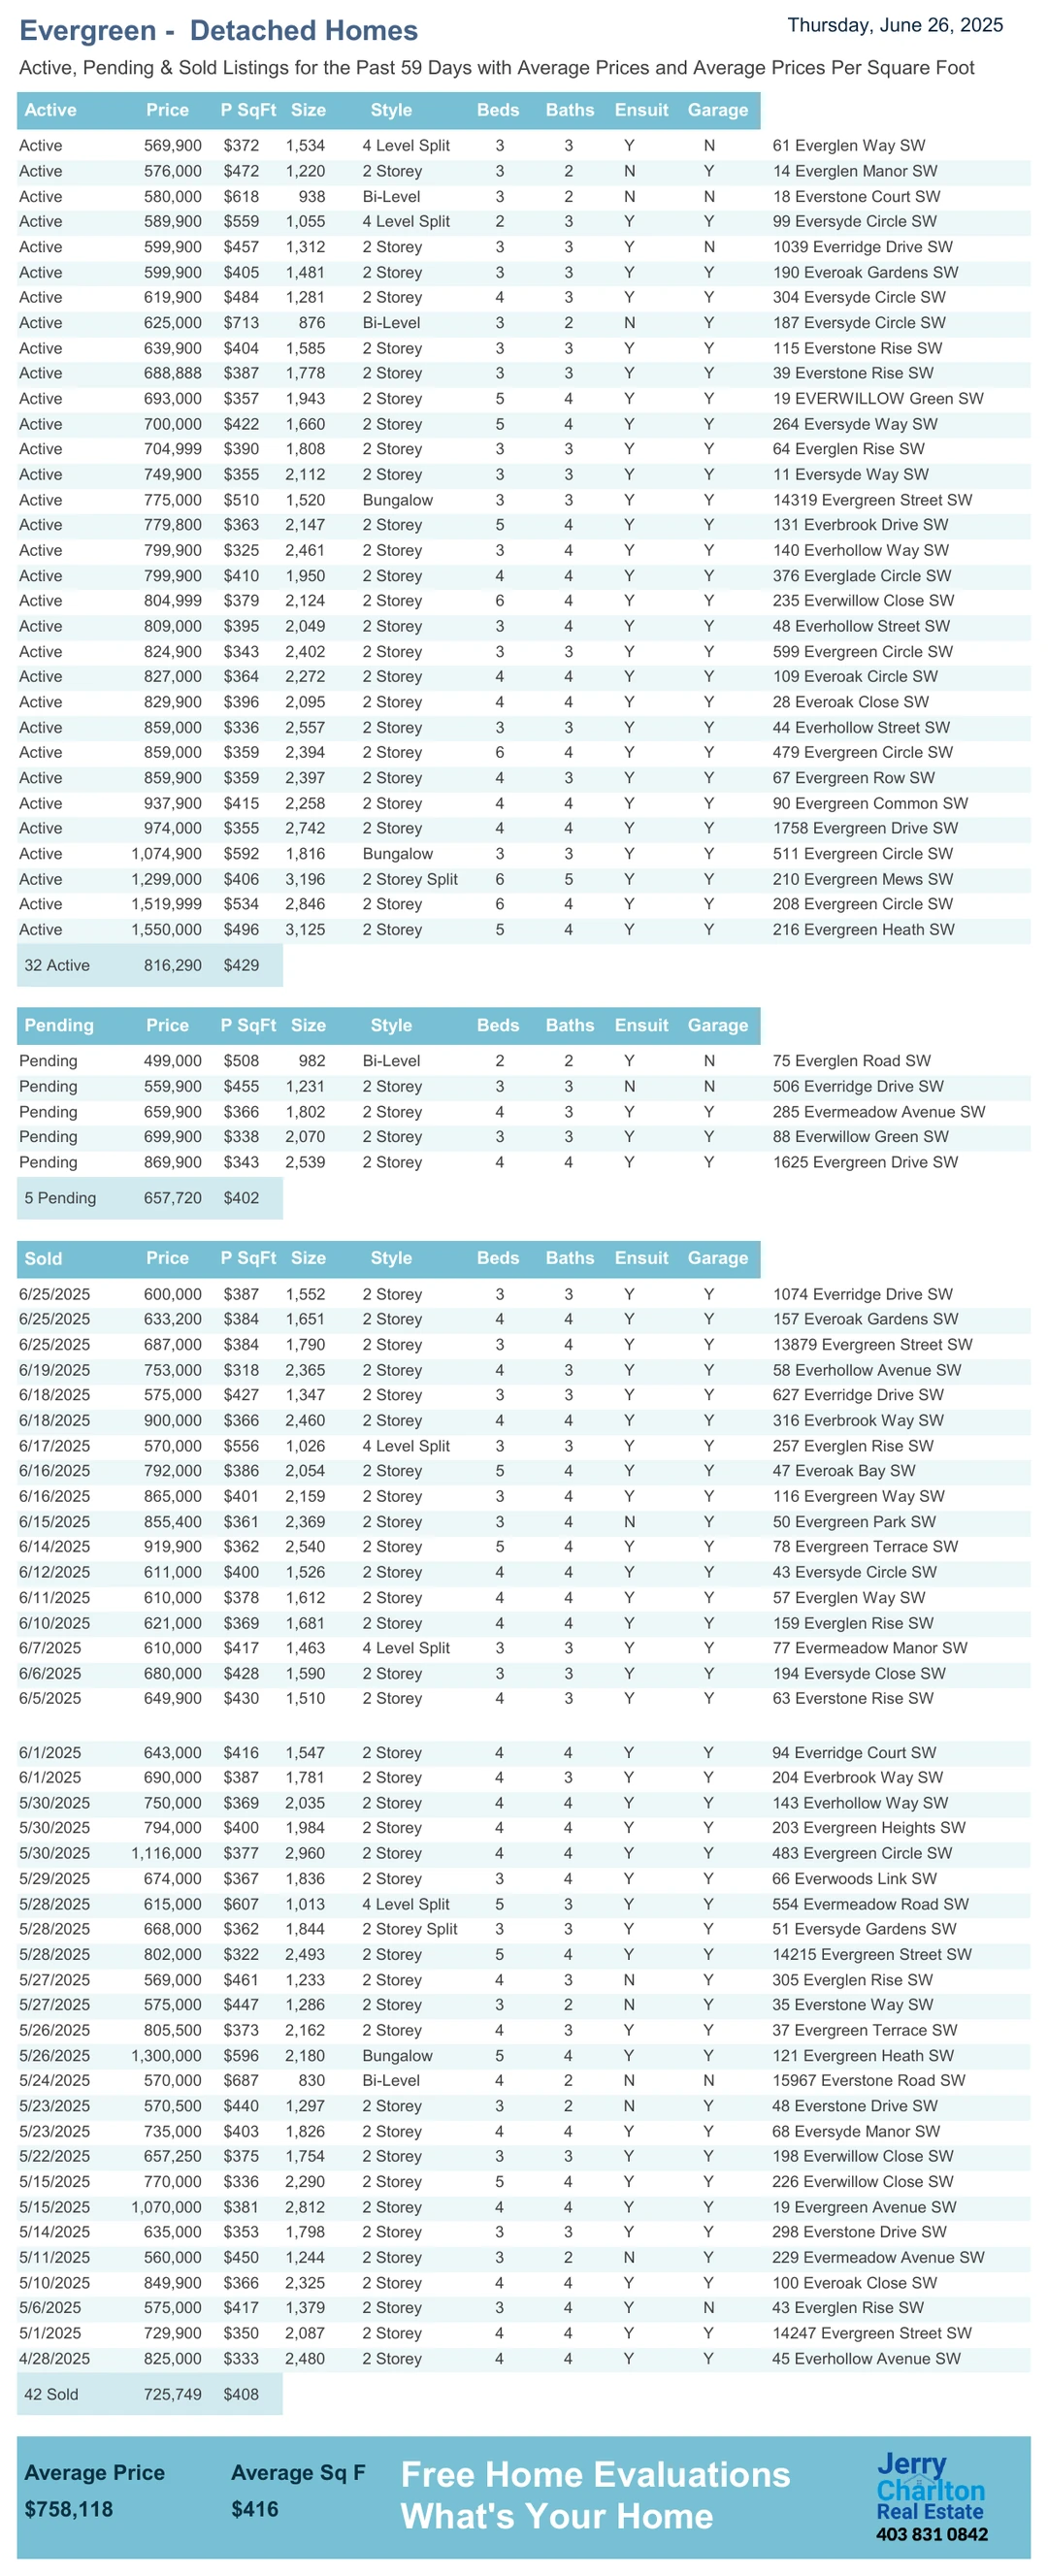 Evergreen - Detached Homes
Thursday, June 26, 2025
Active, Pending & Sold Listings for the Past 59 Days with Average Prices and Average Prices Per Square Foot
Active Price P SqFt Size Style Beds Baths Ensuit Garage
Active 569,900 $372 1,534 4 Level Split 3 3 Y N 61 Everglen Way SW
Active 576,000 $472 1,220 2 Storey 3 2 N Y 14 Everglen Manor SW
Active 580,000 $618 938 Bi-Level 3 2 N N 18 Everstone Court SW
Active 589,900 $559 1,055 4 Level Split 2 3 Y Y 99 Eversyde Circle SW
Active 599,900 $457 1,312 2 Storey 3 3 Y N 1039 Everridge Drive SW
Active 599,900 $405 1,481 2 Storey 3 3 Y Y 190 Everoak Gardens SW
Active 619,900 $484 1,281 2 Storey 4 3 Y Y 304 Eversyde Circle SW
Active 625,000 $713 876 Bi-Level 3 2 N Y 187 Eversyde Circle SW
Active 639,900 $404 1,585 2 Storey 3 3 Y Y 115 Everstone Rise SW
Active 688,888 $387 1,778 2 Storey 3 3 Y Y 39 Everstone Rise SW
Active 693,000 $357 1,943 2 Storey 5 4 Y Y 19 EVERWILLOW Green SW
Active 700,000 $422 1,660 2 Storey 5 4 Y Y 264 Eversyde Way SW
Active 704,999 $390 1,808 2 Storey 3 3 Y Y 64 Everglen Rise SW
Active 749,900 $355 2,112 2 Storey 3 3 Y Y 11 Eversyde Way SW
Active 775,000 $510 1,520 Bungalow 3 3 Y Y 14319 Evergreen Street SW
Active 779,800 $363 2,147 2 Storey 5 4 Y Y 131 Everbrook Drive SW
Active 799,900 $325 2,461 2 Storey 3 4 Y Y 140 Everhollow Way SW
Active 799,900 $410 1,950 2 Storey 4 3 Y Y 376 Everglade Circle SW
Active 804,999 $379 2,124 2 Storey 6 4 Y Y 235 Everwillow Close SW
Active 809,000 $395 2,049 2 Storey 3 4 Y Y 48 Everhollow Street SW
Active 824,900 $343 2,402 2 Storey 3 3 Y Y 599 Evergreen Circle SW
Active 827,000 $364 2,272 2 Storey 4 4 Y Y 109 Everoak Circle SW
Active 829,900 $396 2,095 2 Storey 4 4 Y Y 28 Everoak Close SW
Active 859,000 $336 2,557 2 Storey 3 3 Y Y 44 Everhollow Street SW
Active 859,000 $359 2,394 2 Storey 6 4 Y Y 479 Evergreen Circle SW
Active 859,900 $359 2,397 2 Storey 4 3 Y Y 67 Evergreen Row SW
Active 937,900 $415 2,258 2 Storey 4 4 Y Y 90 Evergreen Common SW
Active 974,000 $355 2,742 2 Storey 4 4 Y Y 1758 Evergreen Drive SW
Active 1,074,900 $592 1,816 Bungalow 3 3 Y Y 511 Evergreen Circle SW
Active 1,299,000 $406 3,196 2 Storey Split 6 5 Y Y 210 Evergreen Mews SW
Active 1,519,999 $534 2,846 2 Storey 6 4 Y Y 208 Evergreen Circle SW
Active 1,550,000 $496 3,125 2 Storey 5 4 Y Y 216 Evergreen Heath SW
32 Active 816,290 $429
Pending Price P SqFt Size Style Beds Baths Ensuit Garage
Pending 499,000 $508 982 Bi-Level 2 2 Y N 75 Everglen Road SW
Pending 559,900 $455 1,231 2 Storey 3 3 N N 506 Everridge Drive SW
Pending 659,900 $366 1,802 2 Storey 4 3 Y Y 285 Evermeadow Avenue SW
Pending 699,900 $338 2,070 2 Storey 3 3 Y Y 88 Everwillow Green SW
Pending 869,900 $343 2,539 2 Storey 4 4 Y Y 1625 Evergreen Drive SW
5 Pending 657,720 $402
Sold Price P SqFt Size Style Beds Baths Ensuit Garage
6/25/2025 600,000 $387 1,552 2 Storey 3 3 Y Y 1074 Everridge Drive SW
6/25/2025 633,200 $384 1,651 2 Storey 4 4 Y Y 157 Everoak Gardens SW
6/25/2025 687,000 $384 1,790 2 Storey 3 4 Y Y 13879 Evergreen Street SW
6/19/2025 753,000 $318 2,365 2 Storey 4 3 Y Y 58 Everhollow Avenue SW
6/18/2025 575,000 $427 1,347 2 Storey 3 3 Y Y 627 Everridge Drive SW
6/18/2025 900,000 $366 2,460 2 Storey 4 4 Y Y 316 Everbrook Way SW
6/17/2025 570,000 $556 1,026 4 Level Split 3 3 Y Y 257 Everglen Rise SW
6/16/2025 792,000 $386 2,054 2 Storey 5 4 Y Y 47 Everoak Bay SW
6/16/2025 865,000 $401 2,159 2 Storey 3 4 Y Y 116 Evergreen Way SW
6/15/2025 855,400 $361 2,369 2 Storey 3 4 N Y 50 Evergreen Park SW
6/14/2025 919,900 $362 2,540 2 Storey 5 4 Y Y 78 Evergreen Terrace SW
6/12/2025 611,000 $400 1,526 2 Storey 4 4 Y Y 43 Eversyde Circle SW
6/11/2025 610,000 $378 1,612 2 Storey 4 4 Y Y 57 Everglen Way SW
6/10/2025 621,000 $369 1,681 2 Storey 4 4 Y Y 159 Everglen Rise SW
6/7/2025 610,000 $417 1,463 4 Level Split 3 3 Y Y 77 Evermeadow Manor SW
6/6/2025 680,000 $428 1,590 2 Storey 3 3 Y Y 194 Eversyde Close SW
6/5/2025 649,900 $430 1,510 2 Storey 4 3 Y Y 63 Everstone Rise SW
6/1/2025 643,000 $416 1,547 2 Storey 4 4 Y Y 94 Everridge Court SW
6/1/2025 690,000 $387 1,781 2 Storey 4 3 Y Y 204 Everbrook Way SW
5/30/2025 750,000 $369 2,035 2 Storey 4 4 Y Y 143 Everhollow Way SW
5/30/2025 794,000 $400 1,984 2 Storey 4 4 Y Y 203 Evergreen Heights SW
5/30/2025 1,116,000 $377 2,960 2 Storey 4 4 Y Y 483 Evergreen Circle SW
5/29/2025 674,000 $367 1,836 2 Storey 3 4 Y Y 66 Everwoods Link SW
5/28/2025 615,000 $607 1,013 4 Level Split 5 3 Y Y 554 Evermeadow Road SW
5/28/2025 668,000 $362 1,844 2 Storey Split 3 3 Y Y 51 Eversyde Gardens SW
5/28/2025 802,000 $322 2,493 2 Storey 5 4 Y Y 14215 Evergreen Street SW
5/27/2025 569,000 $461 1,233 2 Storey 4 3 N Y 305 Everglen Rise SW
5/27/2025 575,000 $447 1,286 2 Storey 3 2 N Y 35 Everstone Way SW
5/26/2025 805,500 $373 2,162 2 Storey 4 3 Y Y 37 Evergreen Terrace SW
5/26/2025 1,300,000 $596 2,180 Bungalow 5 4 Y Y 121 Evergreen Heath SW
5/24/2025 570,000 $687 830 Bi-Level 4 2 N N 15967 Everstone Road SW
5/23/2025 570,500 $440 1,297 2 Storey 3 2 N Y 48 Everstone Drive SW
5/23/2025 735,000 $403 1,826 2 Storey 4 4 Y Y 68 Eversyde Manor SW
5/22/2025 657,250 $375 1,754 2 Storey 3 3 Y Y 198 Everwillow Close SW
5/15/2025 770,000 $336 2,290 2 Storey 5 4 Y Y 226 Everwillow Close SW
5/15/2025 1,070,000 $381 2,812 2 Storey 4 4 Y Y 19 Evergreen Avenue SW
5/14/2025 635,000 $353 1,798 2 Storey 3 3 Y Y 298 Everstone Drive SW
5/11/2025 560,000 $450 1,244 2 Storey 3 2 N Y 229 Evermeadow Avenue SW
5/10/2025 849,900 $366 2,325 2 Storey 4 4 Y Y 100 Everoak Close SW
5/6/2025 575,000 $417 1,379 2 Storey 3 4 Y N 43 Everglen Rise SW
5/1/2025 729,900 $350 2,087 2 Storey 4 4 Y Y 14247 Evergreen Street SW
4/28/2025 825,000 $333 2,480 2 Storey 4 4 Y Y 45 Everhollow Avenue SW
42 Sold 725,749 $408
Average Price Average Sq F
$758,118 $416
Free Home Evaluations
What's Your Home
Jerry
Charlton
Real Estate
403 831 0842